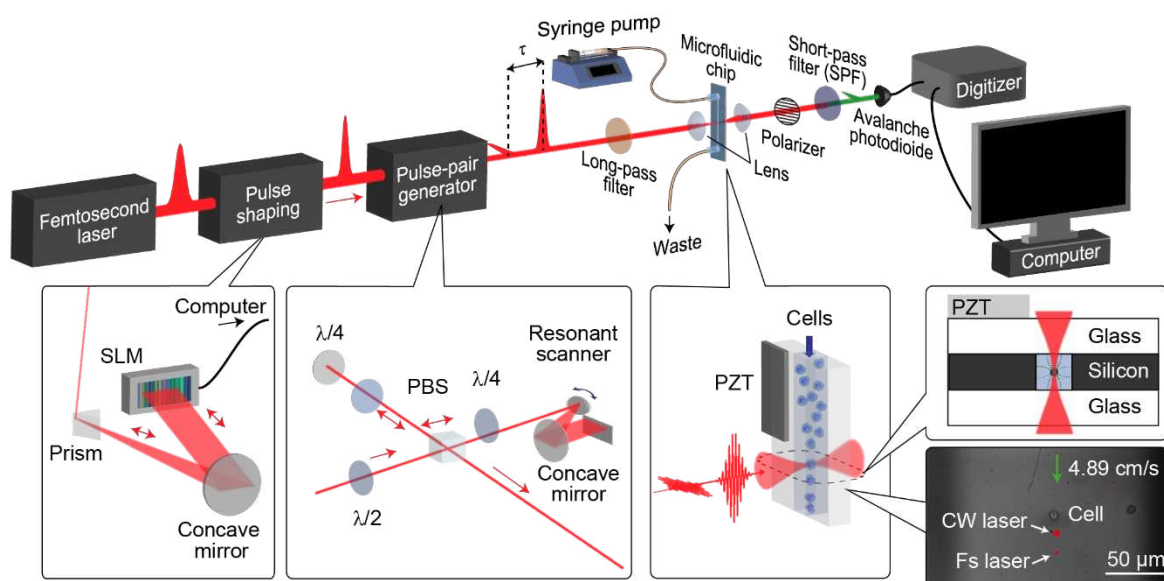 Syringe pump
τ
Microfluidic
chip
Short-pass
filter (SPF)
Digitizer
Polarizer
Avalanche
photodioide
Lens
Long-pass
filter
Pulse-pair
generator
Pulse
shaping
Femtosecond
laser
Waste
Computer
Computer
SLM
Prism
Concave
mirror
λ/4
PBS
λ/4
Resonant
scanner
Concave
mirror
λ/2
Cells
PZT
PZT
Glass
Silicon
Glass
4.89 cm/s
CW laser
Cell
Fs laser
50 μm